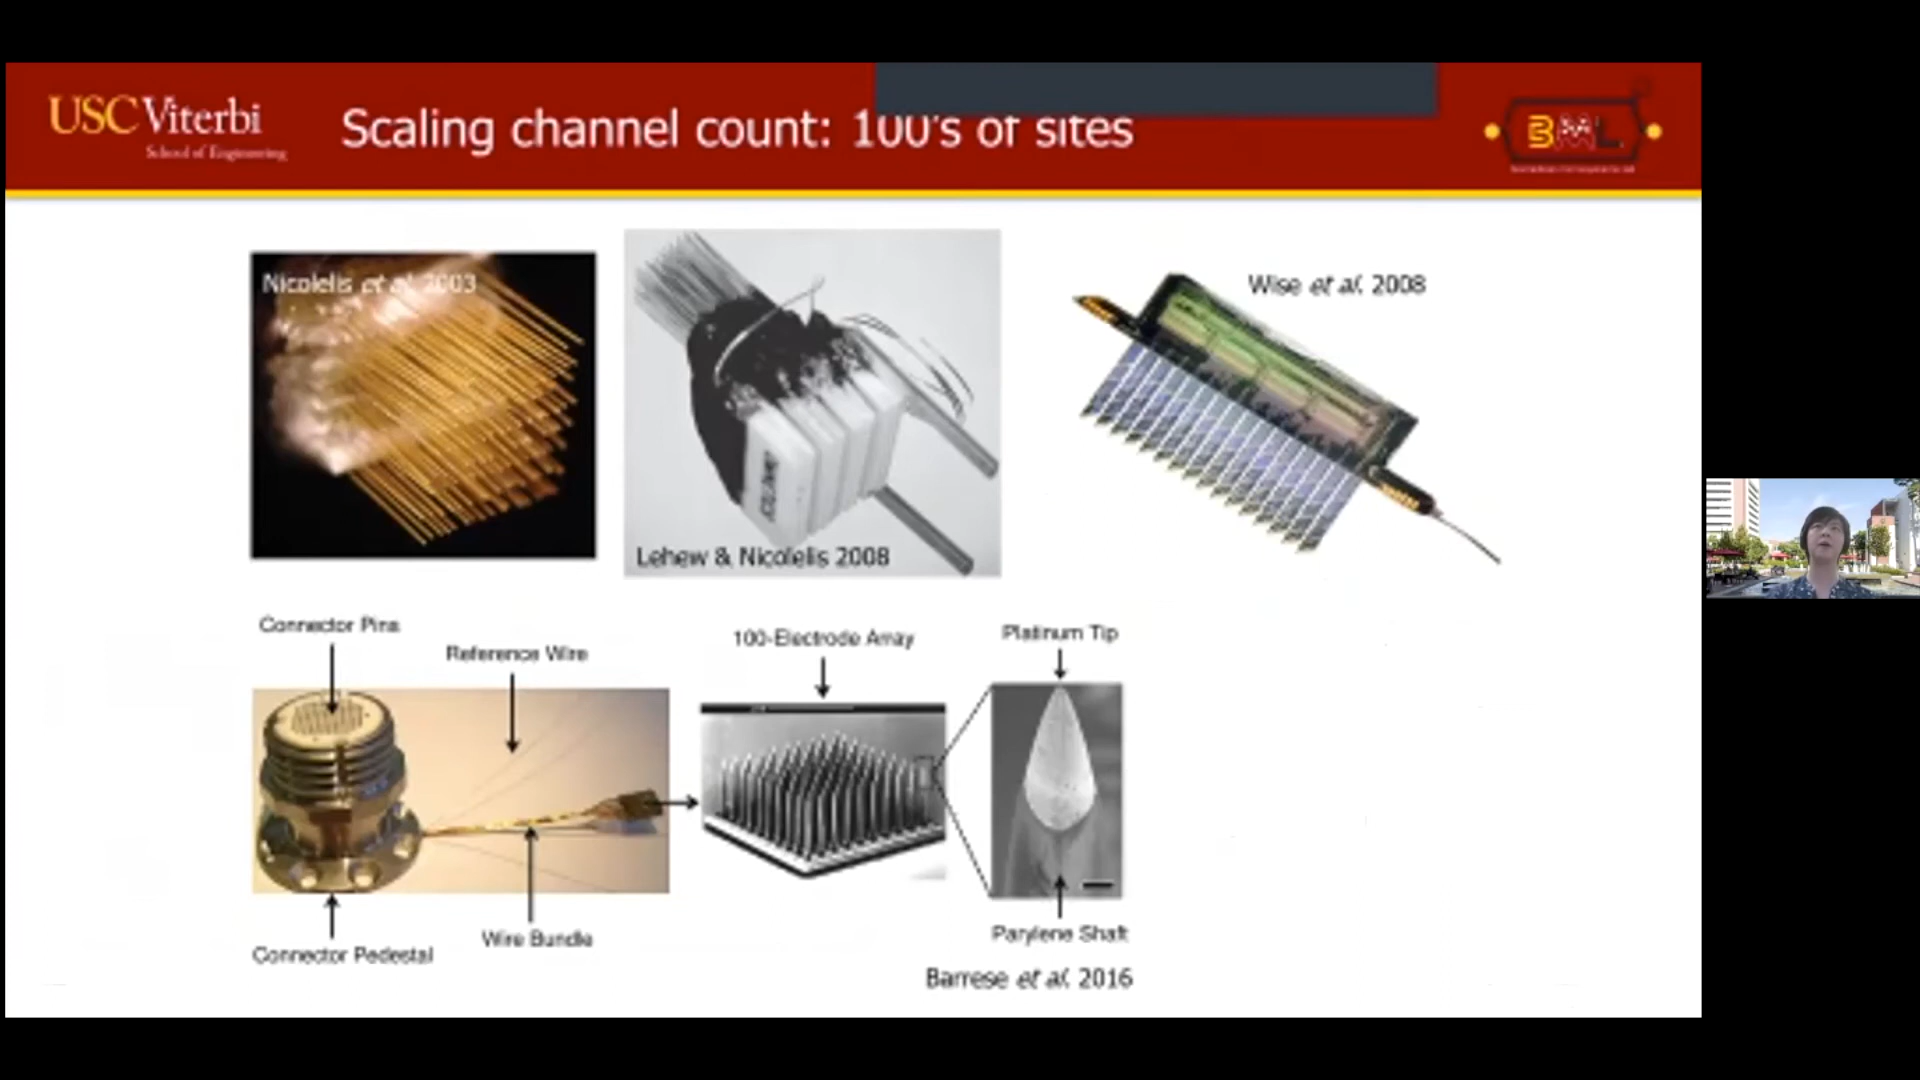 USC Viterbi
School of Engineering
Scaling channel count: 100's of sites
BML
Nicolelis et al. 2003
Lehew & Nicolelis 2008
Wise et al. 2008
Connector Pins
Reference Wire
100-Electrode Array
Platinum Tip
Connector Pedestal
Wire Bundle
Parylene Shaft
Barrese et al. 2016